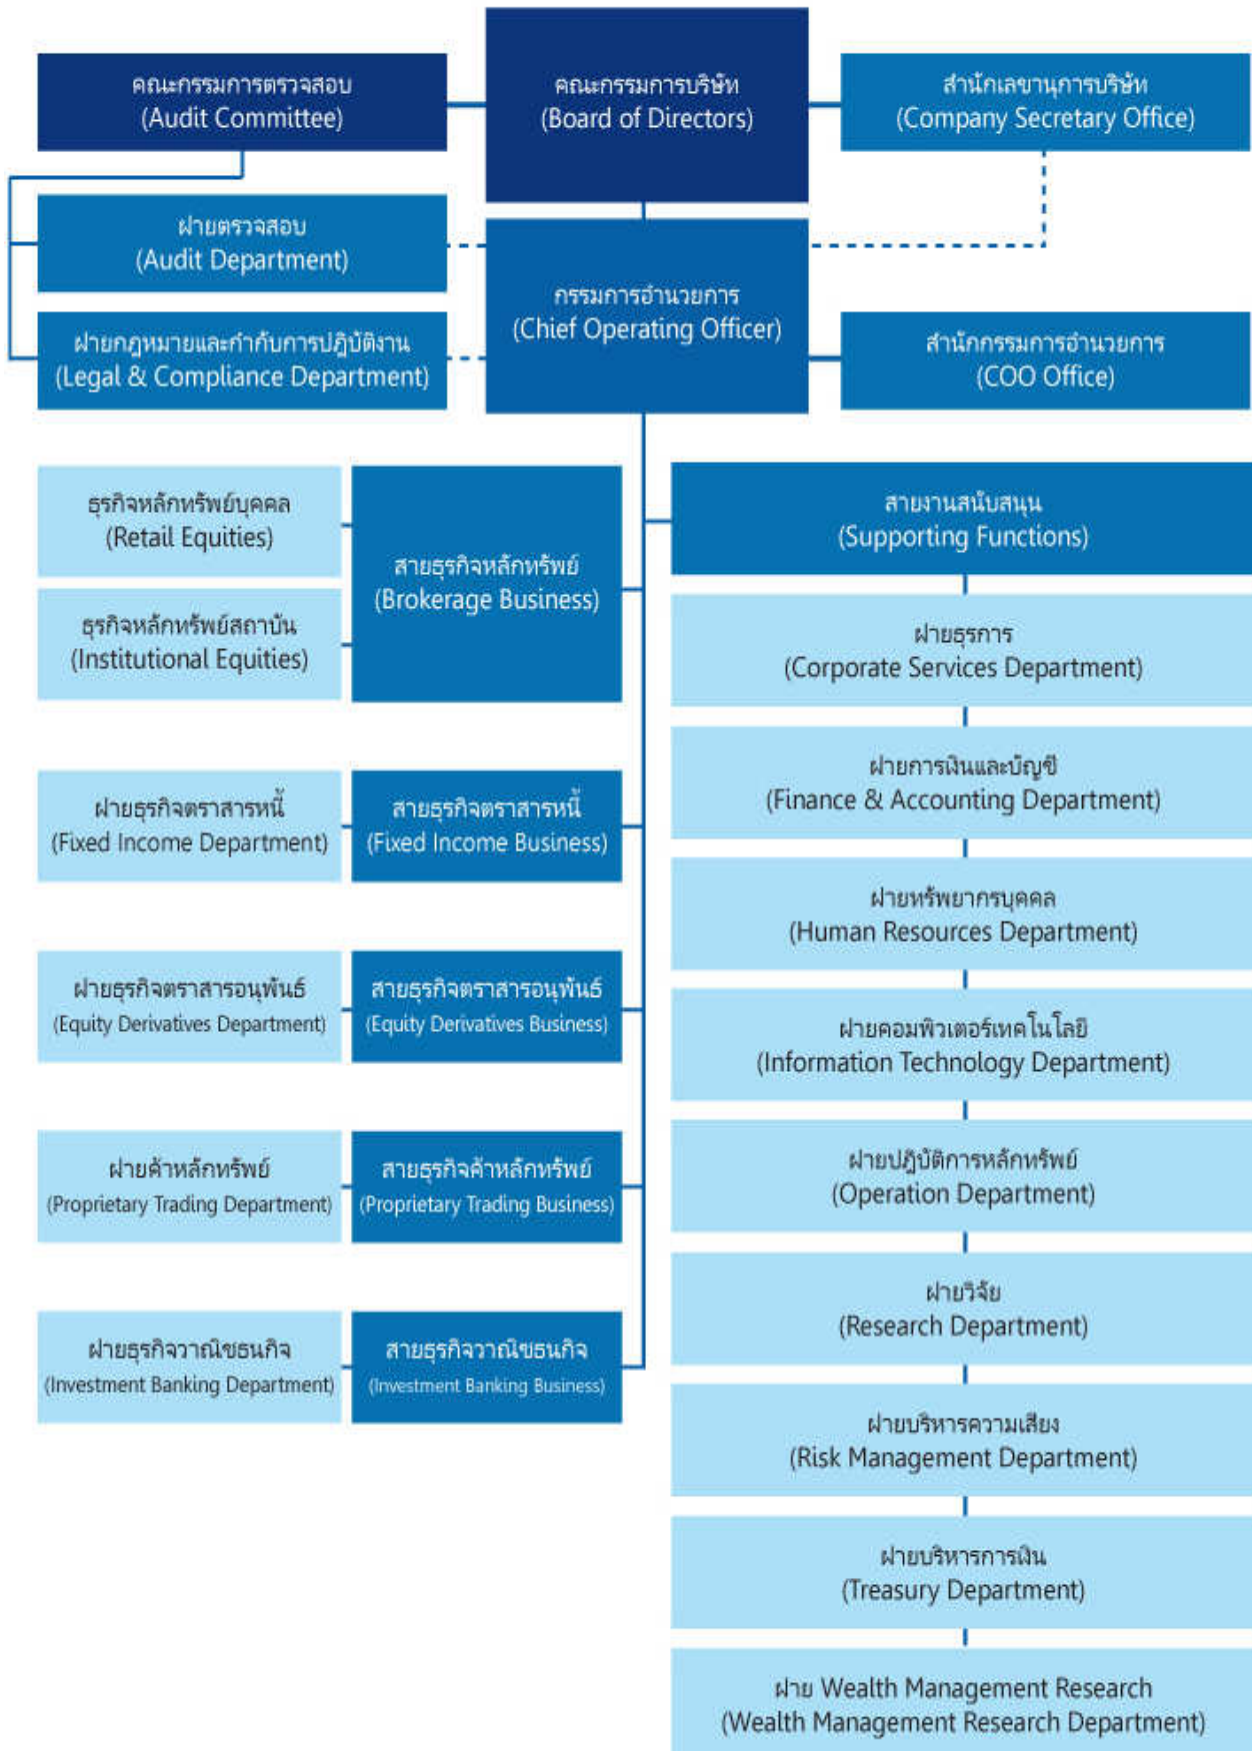 คณะกรรมการตรวจสอบ
(Audit Committee)
คณะกรรมการบริษัท
(Board of Directors)
สำนักเลขานุการบริษัท
(Company Secretary Office)
ฝ่ายตรวจสอบ
(Audit Department)
กรรมการอำนวยการ
(Chief Operating Officer)
ฝ่ายกฎหมายและกำกับการปฏิบัติงาน
(Legal & Compliance Department)
สำนักกรรมการอำนวยการ
(COO Office)
ธุรกิจหลักทรัพย์บุคคล
(Retail Equities)
ธุรกิจหลักทรัพย์สถาบัน
(Institutional Equities)
สายธุรกิจหลักทรัพย์
(Brokerage Business)
ฝ่ายธุรกิจตราสารหนี้
(Fixed Income Department)
สายธุรกิจตราสารหนี้
(Fixed Income Business)
ฝ่ายธุรกิจตราสารอนุพันธ์
(Equity Derivatives Department)
สายธุรกิจตราสารอนุพันธ์
(Equity Derivatives Business)
ฝ่ายค้าหลักทรัพย์
(Proprietary Trading Department)
สายธุรกิจค้าหลักทรัพย์
(Proprietary Trading Business)
ฝ่ายธุรกิจวาณิชธนกิจ
(Investment Banking Department)
สายธุรกิจวาณิชธนกิจ
(Investment Banking Business)
สายงานสนับสนุน
(Supporting Functions)
ฝ่ายธุรการ
(Corporate Services Department)
ฝ่ายการเงินและบัญชี
(Finance & Accounting Department)
ฝ่ายทรัพยากรบุคคล
(Human Resources Department)
ฝ่ายคอมพิวเตอร์เทคโนโลยี
(Information Technology Department)
ฝ่ายปฏิบัติการหลักทรัพย์
(Operation Department)
ฝ่ายวิจัย
(Research Department)
ฝ่ายบริหารความเสี่ยง
(Risk Management Department)
ฝ่ายบริหารการเงิน
(Treasury Department)
ฝ่าย Wealth Management Research
(Wealth Management Research Department)